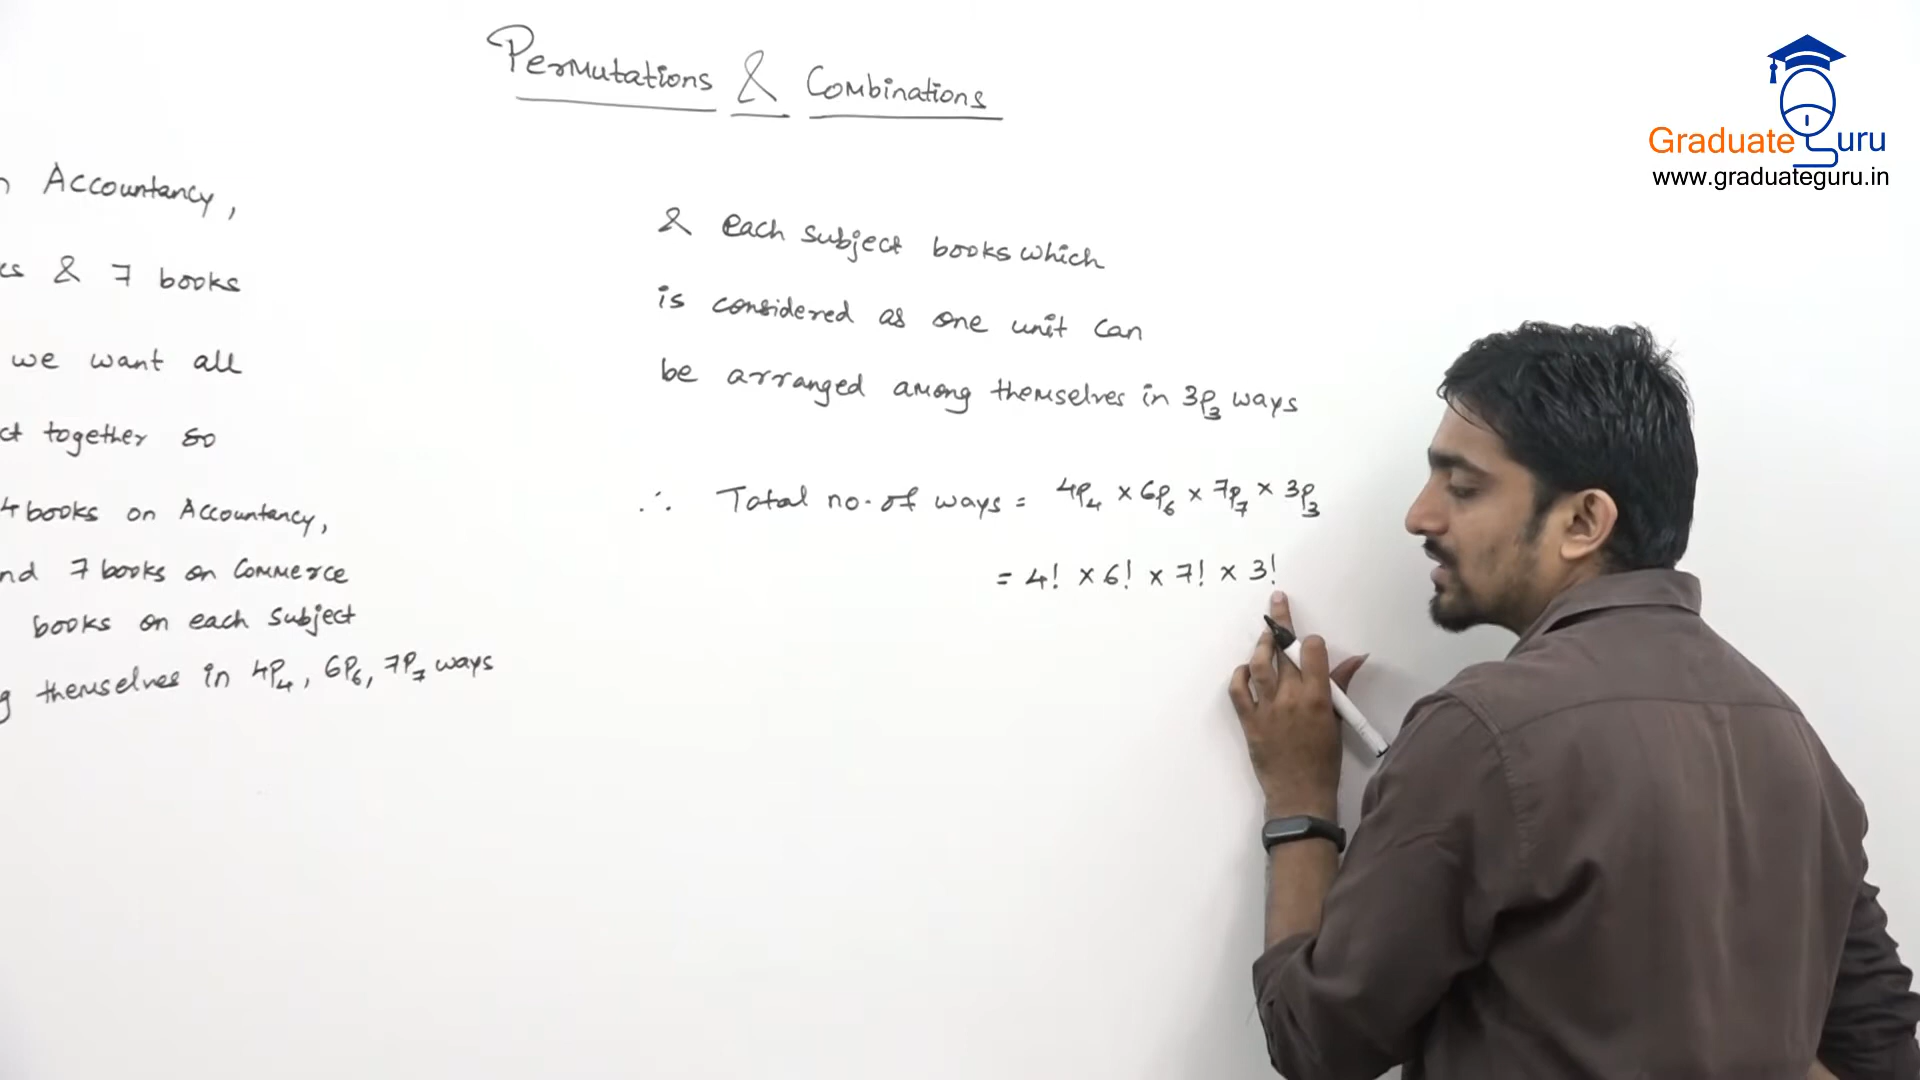 Permutations & Combinations
Graduate Guru
www.graduateguru.in
Accountancy,
& 7 books
we want all
together so
4 books on Accountancy,
7 books on Commerce
books on each subject
themselves in 4P4, 6P6, 7P7 ways
& each subject books which
is considered as one unit can
be arranged among themselves in 3P3 ways
∴ Total no. of ways = 4P4 × 6P6 × 7P7 × 3P3
= 4! × 6! × 7! × 3!